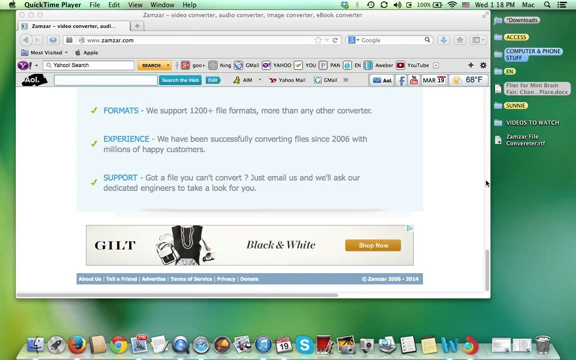 QuickTime Player File Edit View Window Help 100% Wed 1:18 PM
Zamzar – video converter, audio converter, image converter, eBook converter
Zamzar – video converter, audi...
www.zamzar.com Google
Most Visited Apple
Yahoo! Search SEARCH goo+ Ning GMail YAHOO YOU PAN EN Weather YouTube
Aol. Search the Web Edit AIM Yahoo Mail GMail Aol MAR 19 68°F
FORMATS - We support 1200+ file formats, more than any other converter.
EXPERIENCE - We have been successfully converting files since 2006 with
millions of happy customers.
SUPPORT - Got a file you can't convert ? Just email us and we'll ask our
dedicated engineers to take a look for you.
GILT Black & White Shop Now
About Us | Tell a Friend | Advertise | Terms of Service | Privacy | Donate
© Zamzar 2006 - 2014
*Downloads
ACCESS
COMPUTER & PHONE
STUFF
EN
Flier for Mini Brain
Fair, Chan...Place.docx
SUNNIE
VIDEOS TO WATCH
Zamzar File
Convereter.rtf